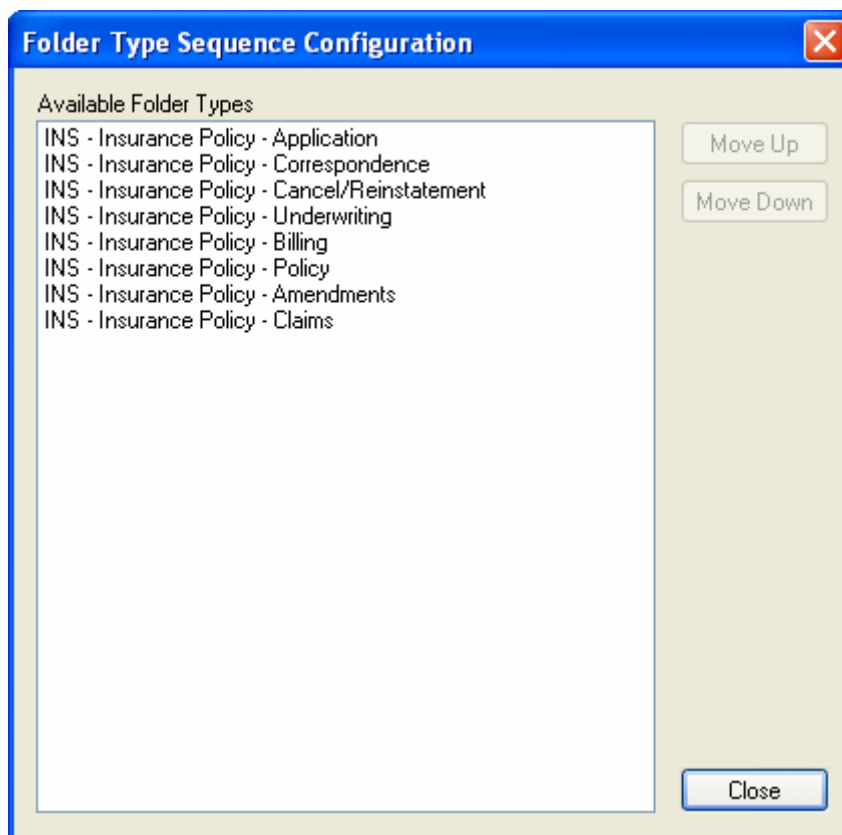 Folder Type Sequence Configuration
Available Folder Types
INS - Insurance Policy - Application
INS - Insurance Policy - Correspondence
INS - Insurance Policy - Cancel/Reinstatement
INS - Insurance Policy - Underwriting
INS - Insurance Policy - Billing
INS - Insurance Policy - Policy
INS - Insurance Policy - Amendments
INS - Insurance Policy - Claims
Move Up
Move Down
Close